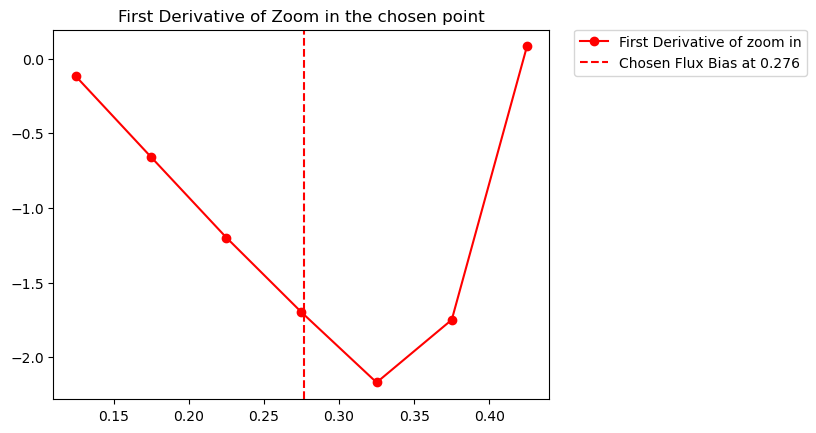 First Derivative of Zoom in the chosen point
First Derivative of zoom in
Chosen Flux Bias at 0.276
0.0
−0.5
−1.0
−1.5
−2.0
0.15 0.20 0.25 0.30 0.35 0.40